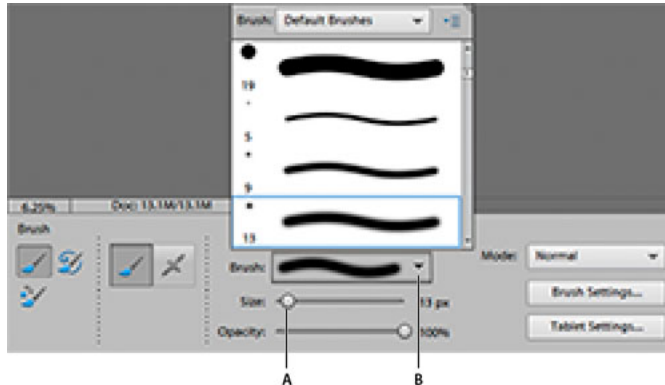 Brush: Default Brushes
19
5
9
13
6.25% Doc: 13.1M/13.1M
Brush
Brush:
Mode: Normal
Size: 13 px
Brush Settings...
Opacity: 100%
Tablet Settings...
A B